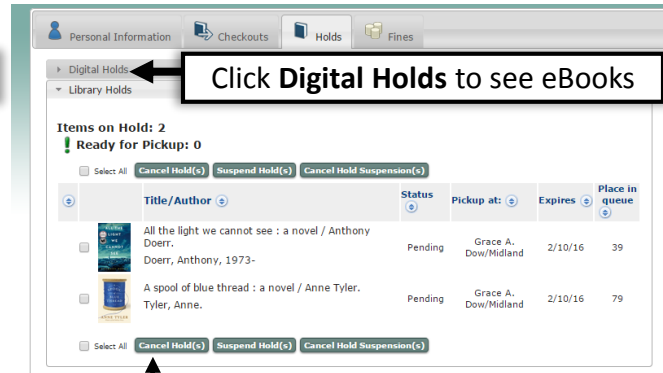 Personal Information Checkouts Holds Fines
Digital Holds
Click Digital Holds to see eBooks
Library Holds
Items on Hold: 2
Ready for Pickup: 0
Select All Cancel Hold(s) Suspend Hold(s) Cancel Hold Suspension(s)
Title/Author Status Pickup at: Expires Place in queue
All the light we cannot see : a novel / Anthony
Doerr.
Doerr, Anthony, 1973-
Pending
Grace A.
Dow/Midland
2/10/16
39
A spool of blue thread : a novel / Anne Tyler.
Tyler, Anne.
Pending
Grace A.
Dow/Midland
2/10/16
79
Select All Cancel Hold(s) Suspend Hold(s) Cancel Hold Suspension(s)